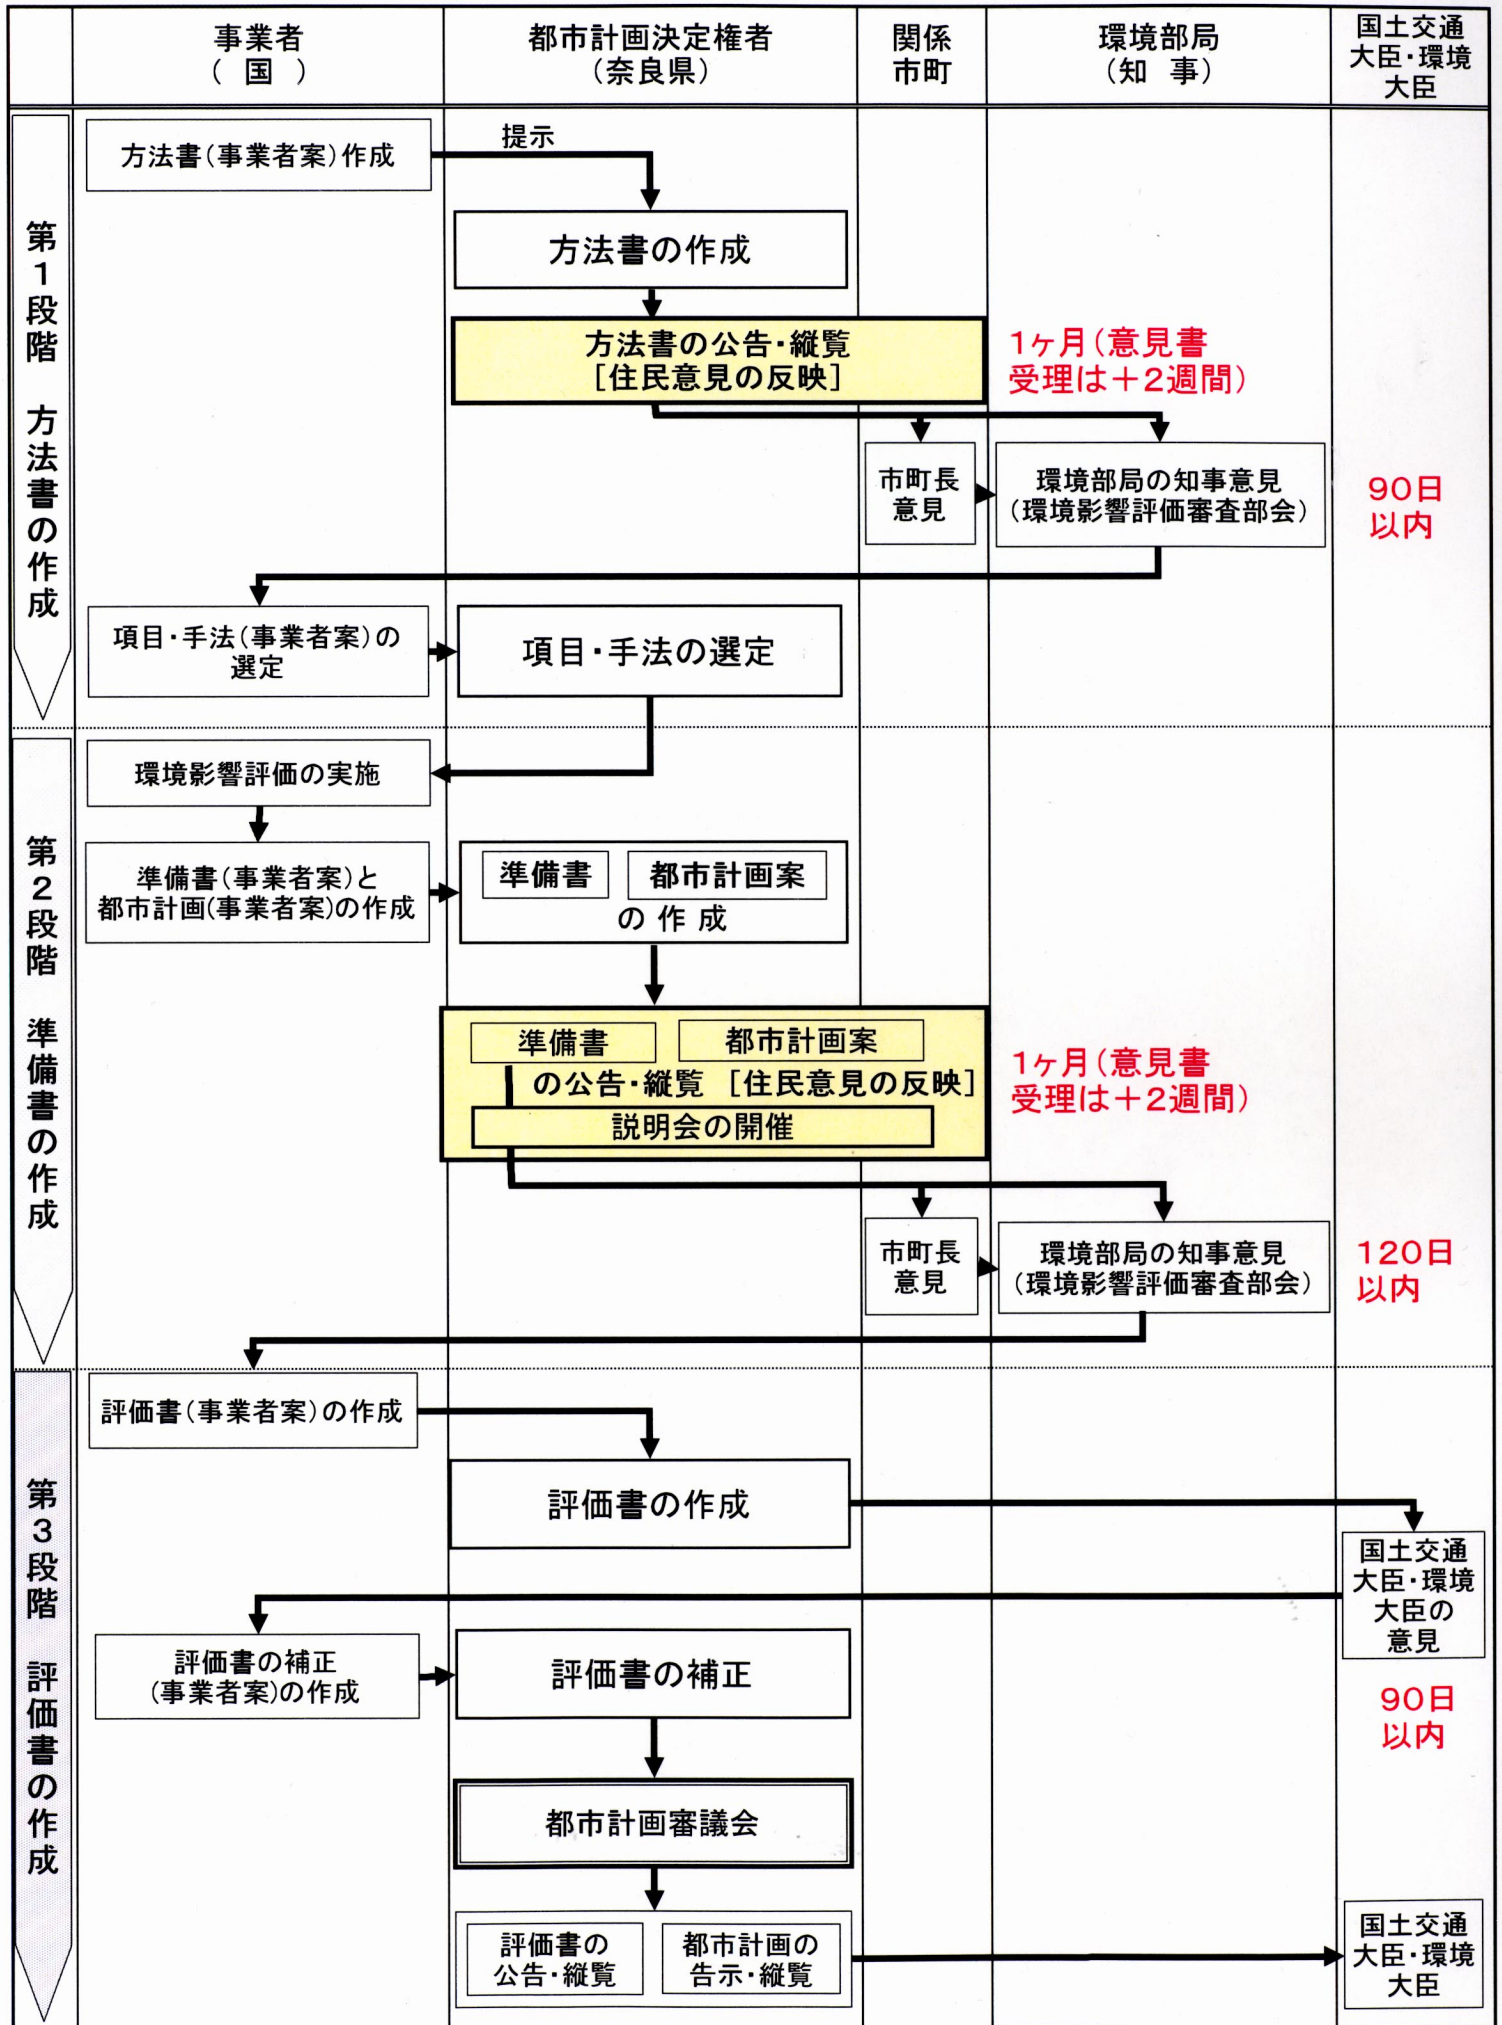 事業者
(国)
都市計画決定権者
(奈良県)
関係
市町
環境部局
(知事)
国土交通
大臣・環境
大臣
第1段階 方法書の作成
方法書(事業者案)作成
提示
方法書の作成
方法書の公告・縦覧
[住民意見の反映]
1ヶ月(意見書
受理は+2週間)
市町長
意見
環境部局の知事意見
(環境影響評価審査部会)
90日
以内
項目・手法(事業者案)の
選定
項目・手法の選定
第2段階 準備書の作成
環境影響評価の実施
準備書(事業者案)と
都市計画(事業者案)の作成
準備書 都市計画案
の作成
準備書 都市計画案
の公告・縦覧 [住民意見の反映]
説明会の開催
1ヶ月(意見書
受理は+2週間)
市町長
意見
環境部局の知事意見
(環境影響評価審査部会)
120日
以内
第3段階 評価書の作成
評価書(事業者案)の作成
評価書の作成
国土交通
大臣・環境
大臣の
意見
評価書の補正
(事業者案)の作成
評価書の補正
90日
以内
都市計画審議会
評価書の
公告・縦覧
都市計画の
告示・縦覧
国土交通
大臣・環境
大臣